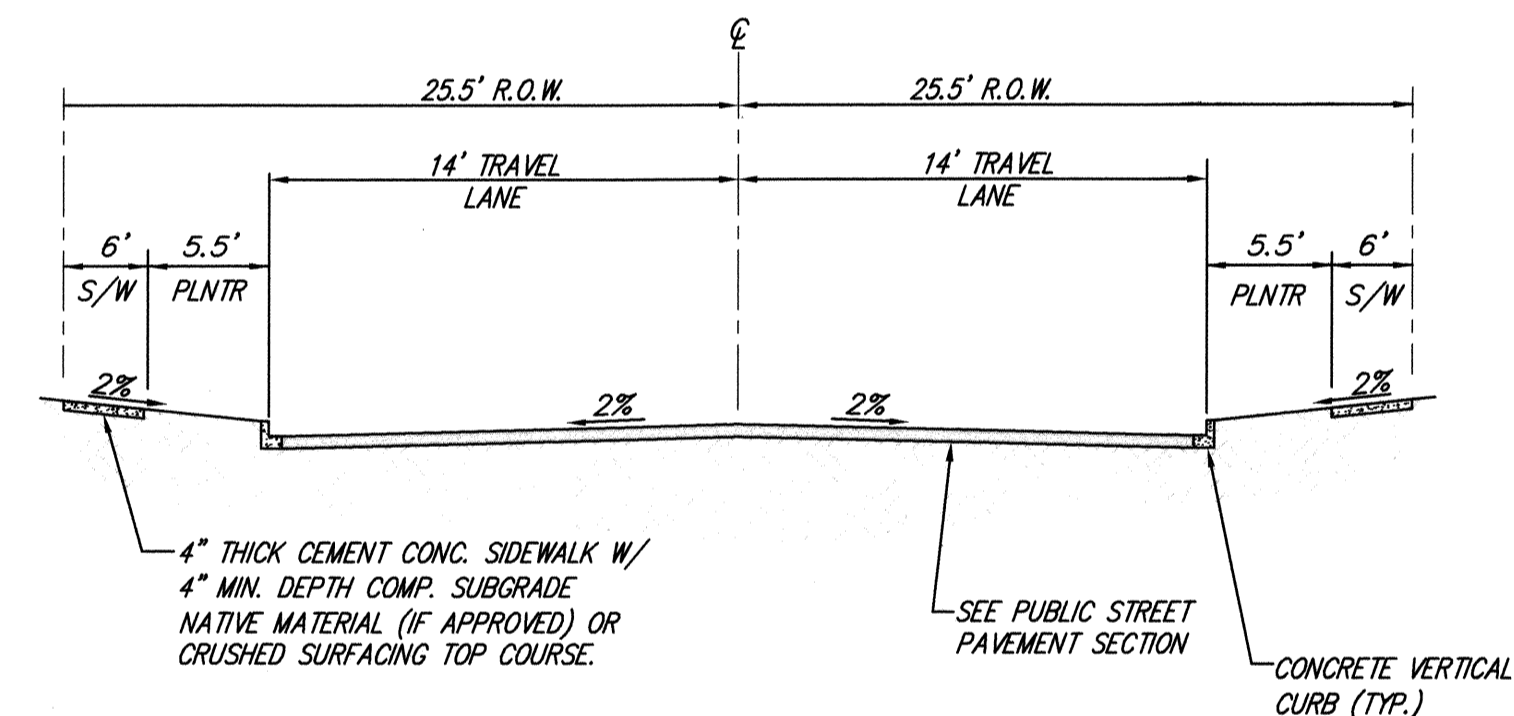 ℄
25.5' R.O.W. 25.5' R.O.W.
14' TRAVEL
LANE
14' TRAVEL
LANE
6' 5.5' 5.5' 6'
S/W PLNTR PLNTR S/W
2% 2% 2% 2%
4" THICK CEMENT CONC. SIDEWALK W/
4" MIN. DEPTH COMP. SUBGRADE
NATIVE MATERIAL (IF APPROVED) OR
CRUSHED SURFACING TOP COURSE.
SEE PUBLIC STREET
PAVEMENT SECTION
CONCRETE VERTICAL
CURB (TYP.)